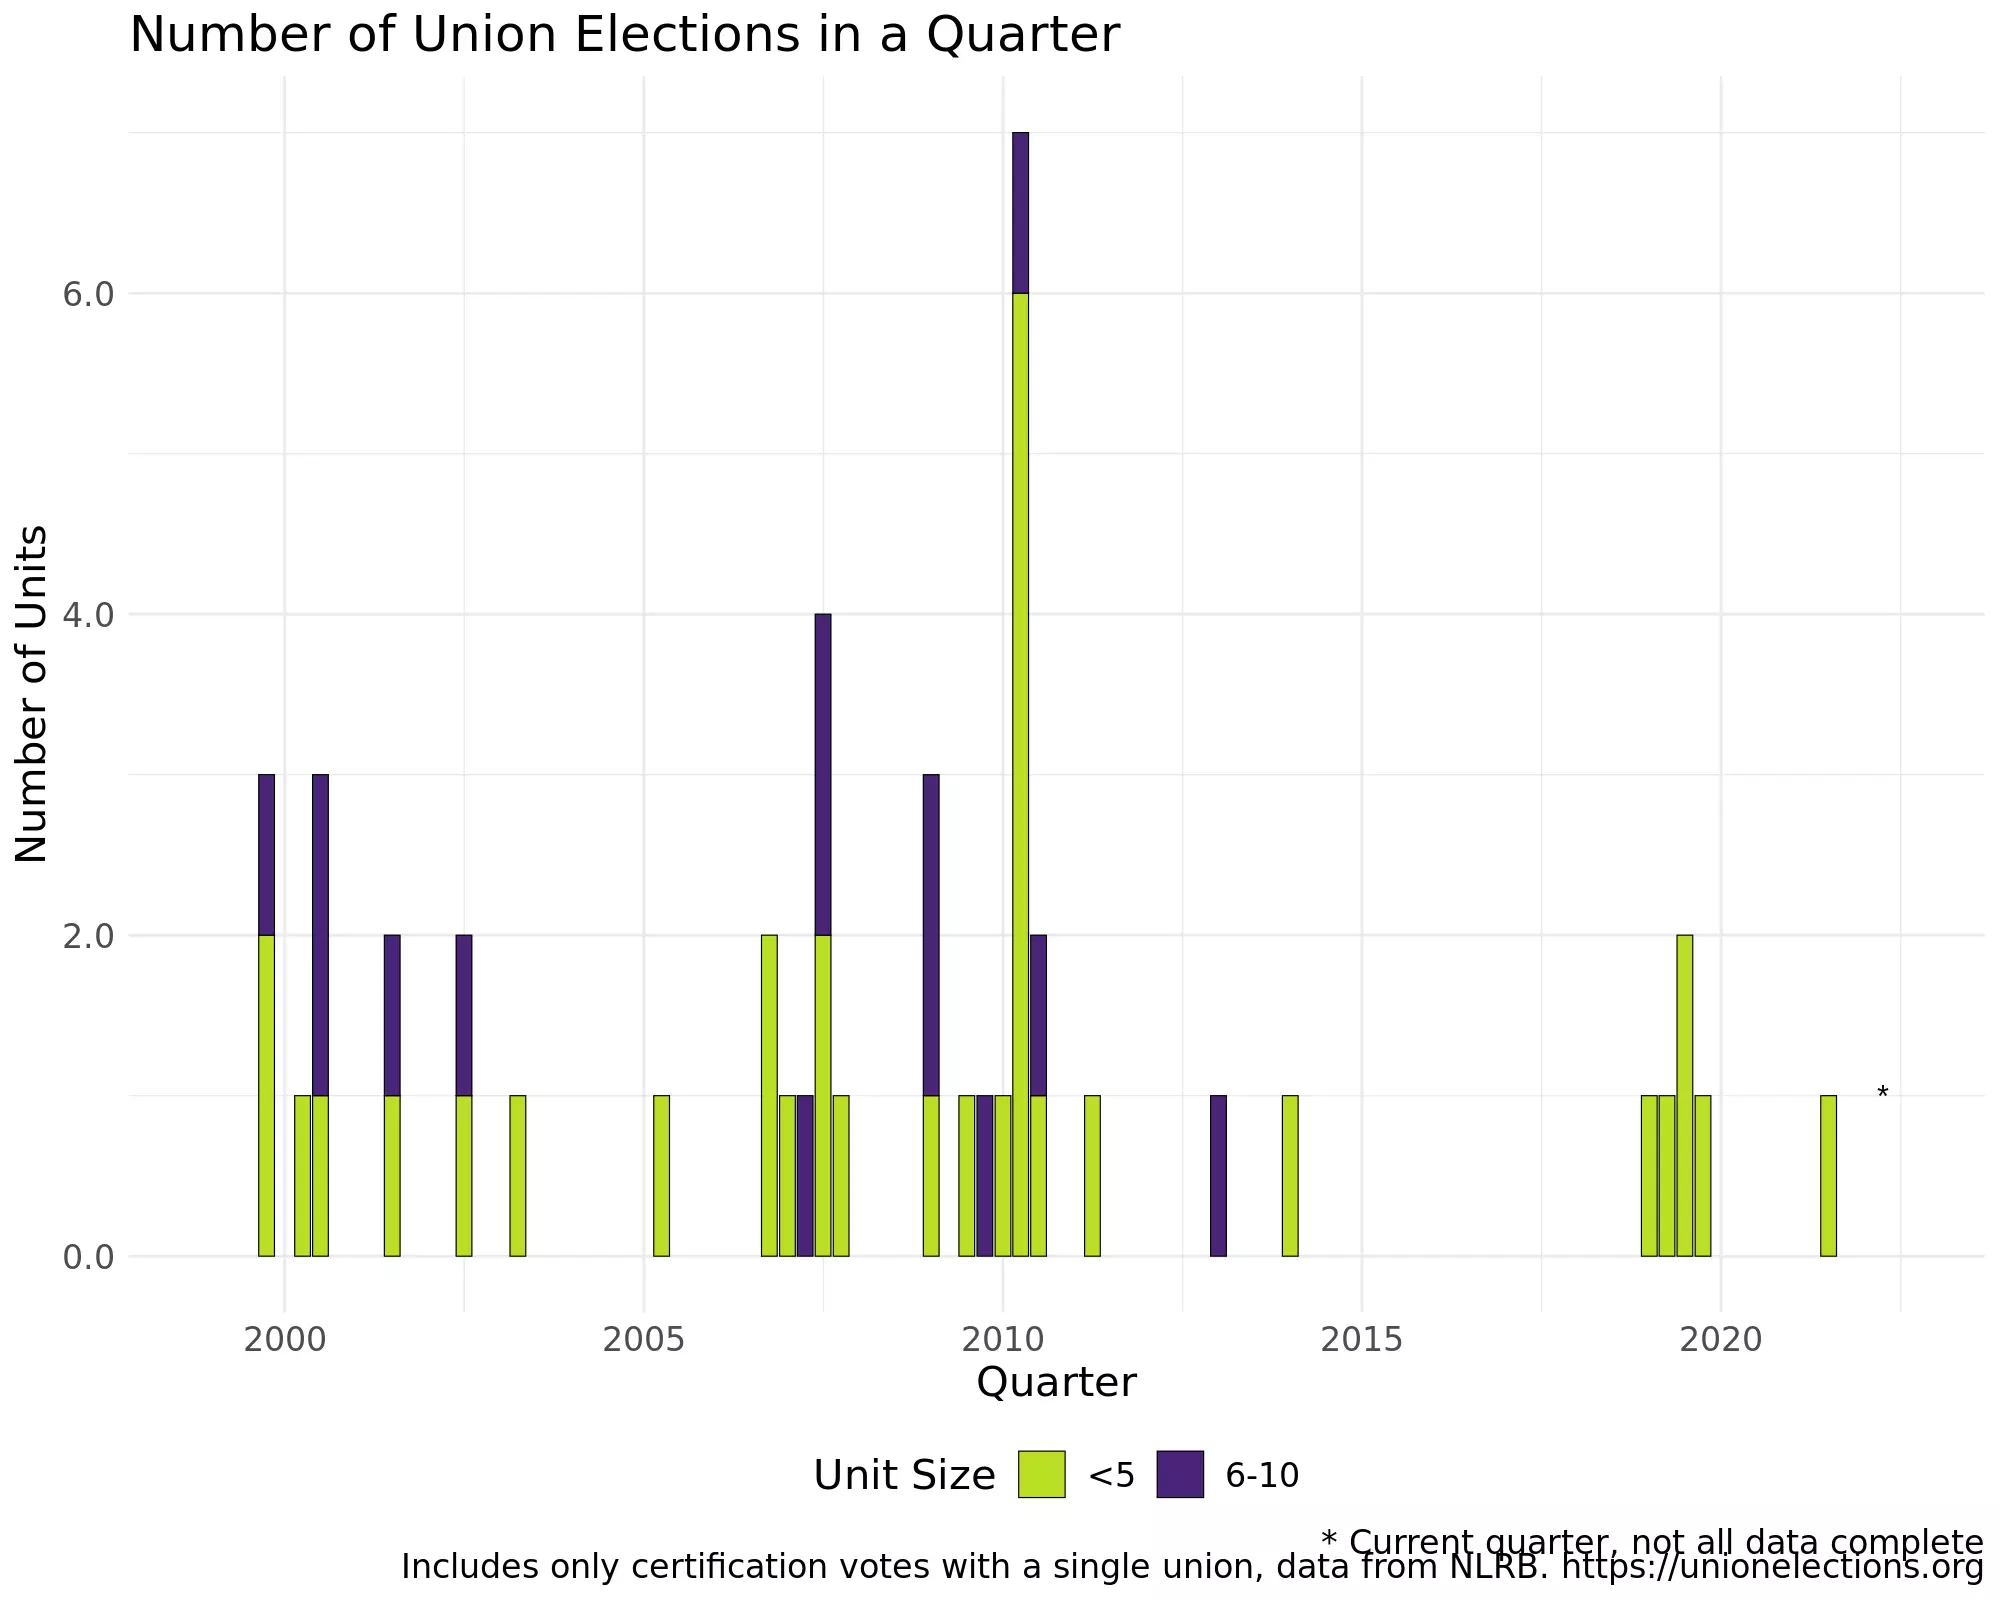 Number of Union Elections in a Quarter
Number of Units
6.0
4.0
2.0
0.0
*
2000 2005 2010 2015 2020
Quarter
Unit Size <5 6-10
* Current quarter, not all data complete
Includes only certification votes with a single union, data from NLRB. https://unionelections.org